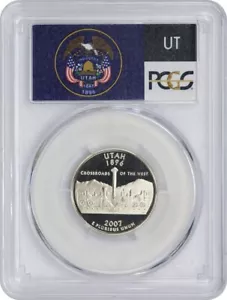 UTAH
1896
UT
PCGS
UTAH
1896
CROSSROADS OF THE WEST
2007
E PLURIBUS UNUM